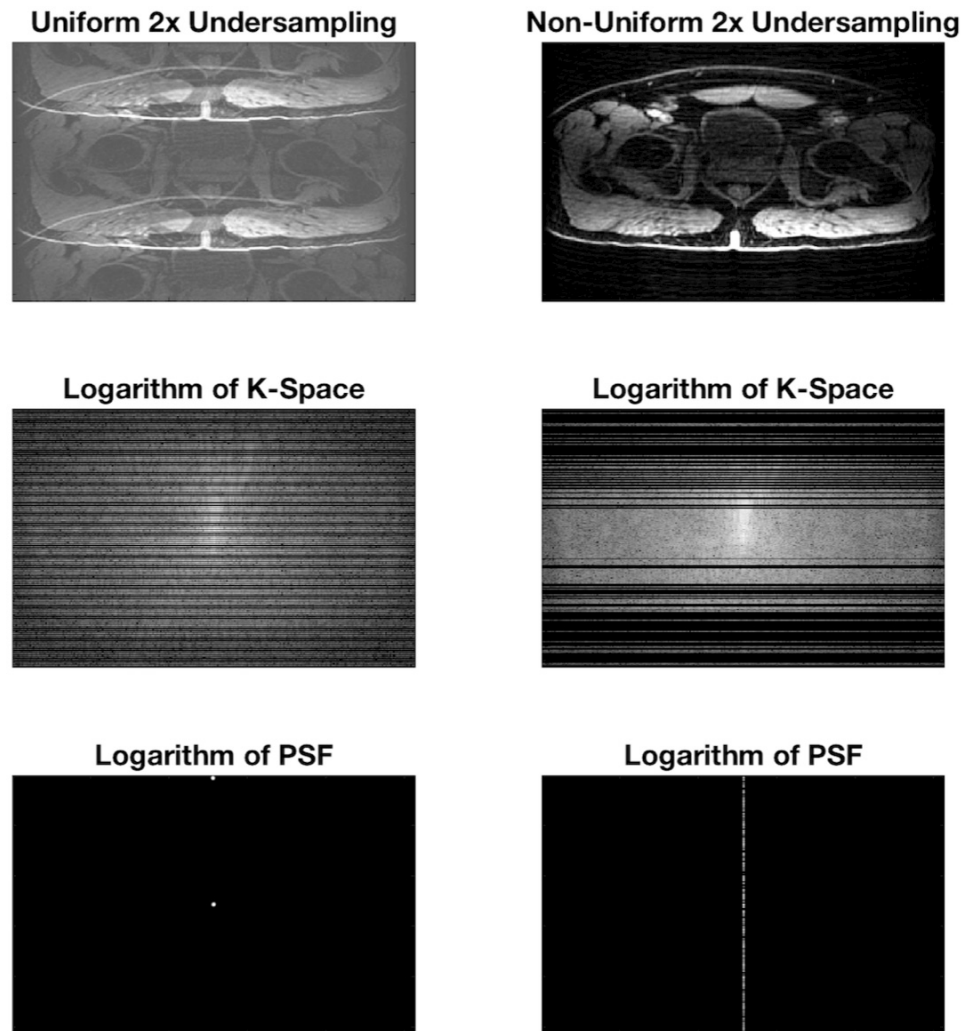 Uniform 2x Undersampling
Non-Uniform 2x Undersampling
Logarithm of K-Space
Logarithm of K-Space
Logarithm of PSF
Logarithm of PSF